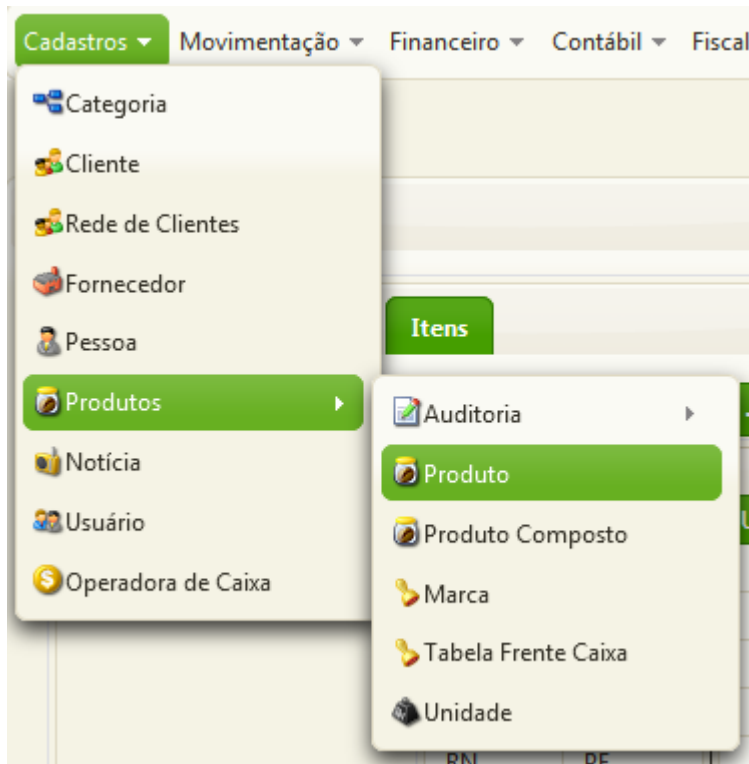 Cadastros Movimentação Financeiro Contábil Fiscal
Categoria
Cliente
Rede de Clientes
Fornecedor
Pessoa
Produtos
Notícia
Usuário
Operadora de Caixa
Itens
Auditoria
Produto
Produto Composto
Marca
Tabela Frente Caixa
Unidade